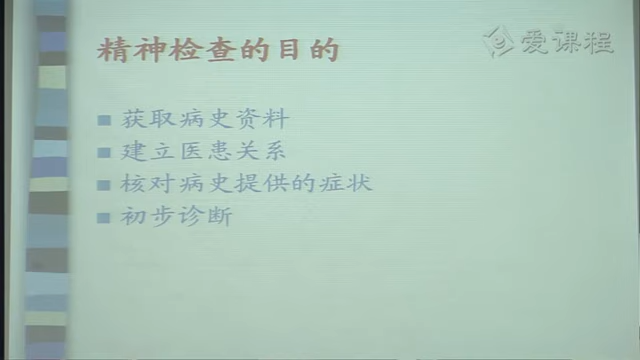 精神检查的目的
爱课程
获取病史资料
建立医患关系
核对病史提供的症状
初步诊断